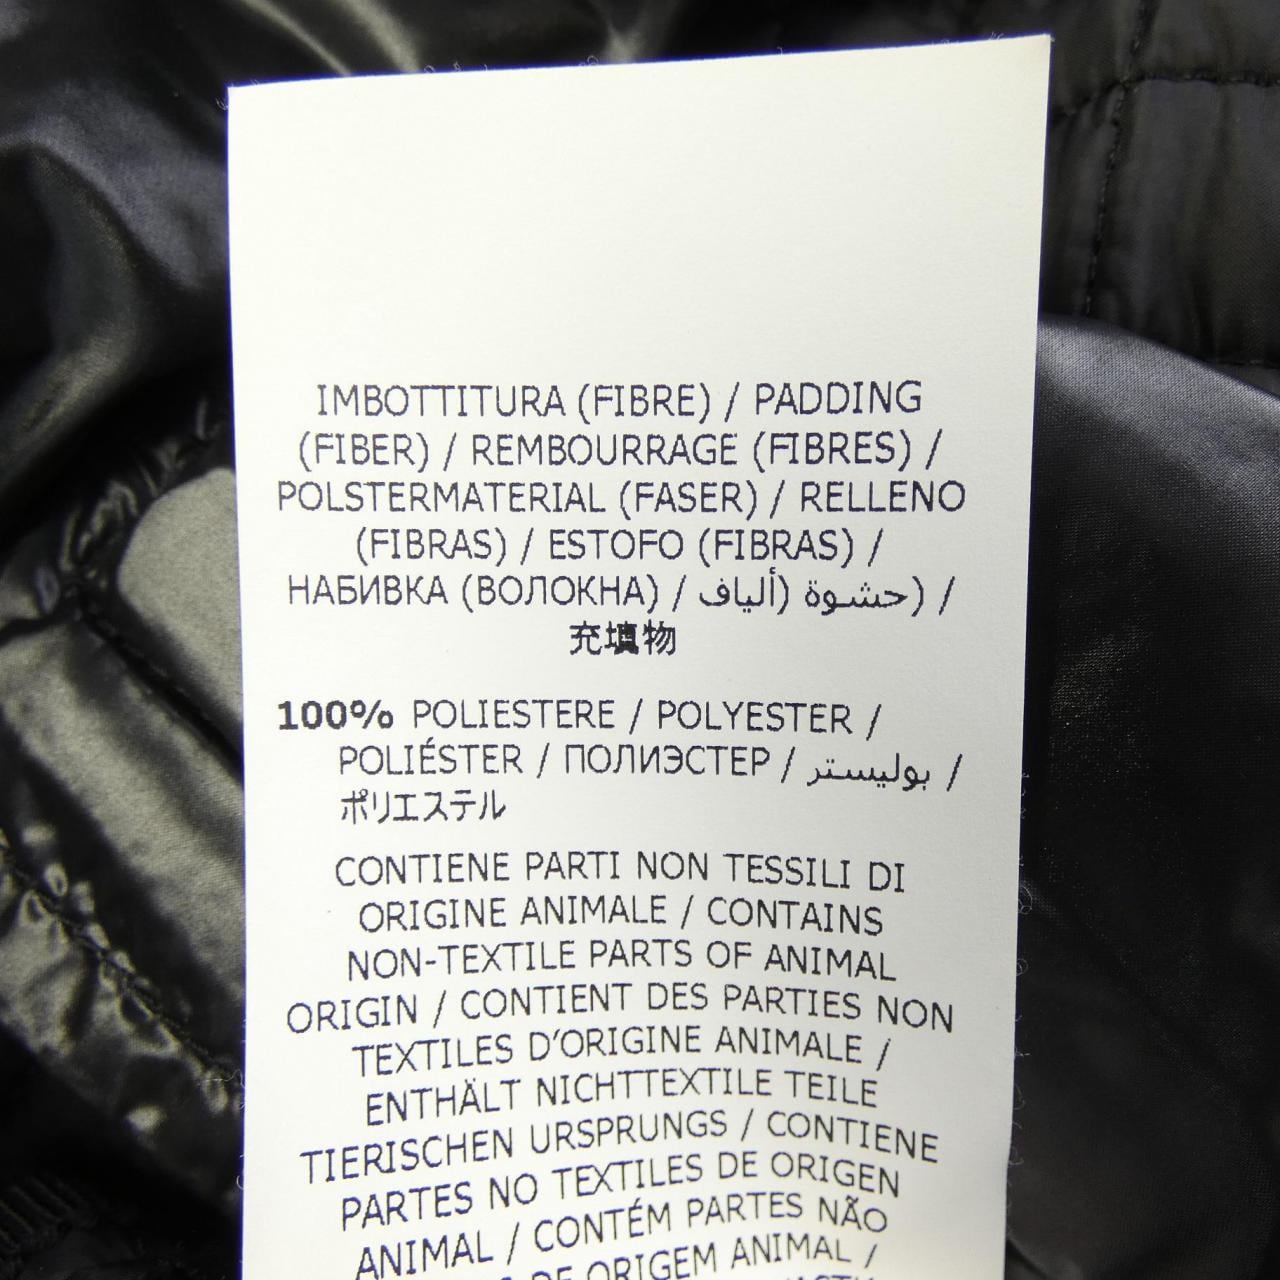 IMBOTTITURA (FIBRE) / PADDING
(FIBER) / REMBOURRAGE (FIBRES) /
POLSTERMATERIAL (FASER) / RELLENO
(FIBRAS) / ESTOFO (FIBRAS) /
НАБИВКА (ВОЛОКНА) / حشوة (ألياف) /
充填物
100% POLIESTERE / POLYESTER /
POLIÉSTER / ПОЛИЭСТЕР / بوليستر /
ポリエステル
CONTIENE PARTI NON TESSILI DI
ORIGINE ANIMALE / CONTAINS
NON-TEXTILE PARTS OF ANIMAL
ORIGIN / CONTIENT DES PARTIES NON
TEXTILES D'ORIGINE ANIMALE /
ENTHÄLT NICHTTEXTILE TEILE
TIERISCHEN URSPRUNGS / CONTIENE
PARTES NO TEXTILES DE ORIGEN
ANIMAL / CONTÉM PARTES NÃO
DE ORIGEM ANIMAL /